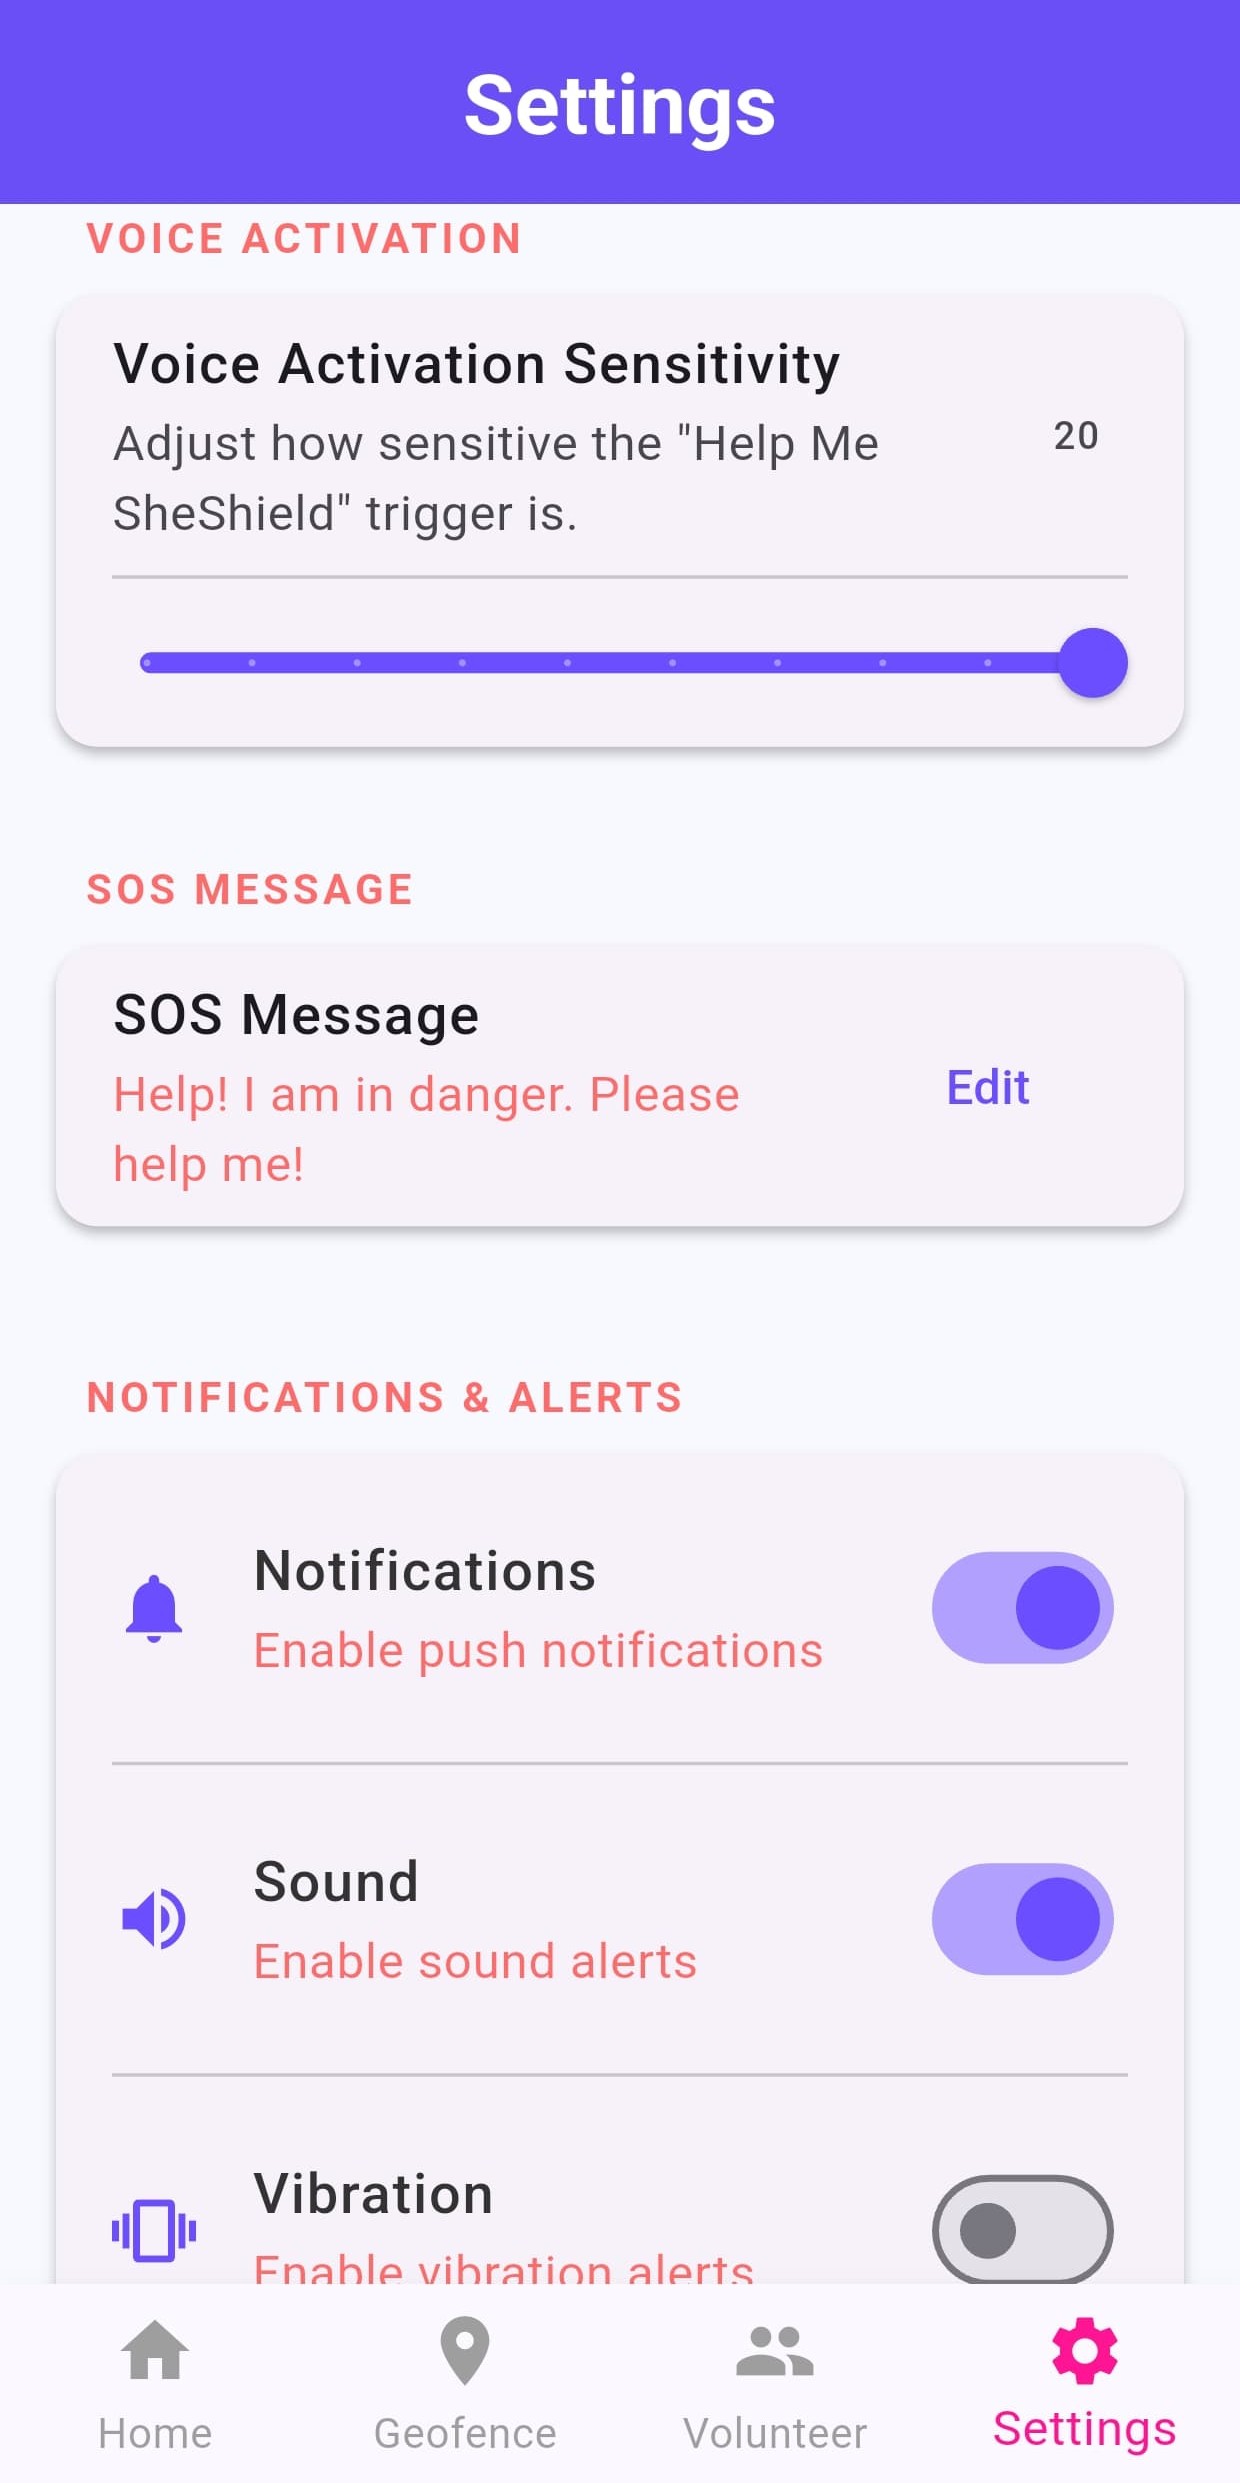 Settings
VOICE ACTIVATION
Voice Activation Sensitivity
Adjust how sensitive the "Help Me
SheShield" trigger is.
20
SOS MESSAGE
SOS Message
Help! I am in danger. Please
help me!
Edit
NOTIFICATIONS & ALERTS
Notifications
Enable push notifications
Sound
Enable sound alerts
Vibration
Enable vibration alerts
Home
Geofence
Volunteer
Settings